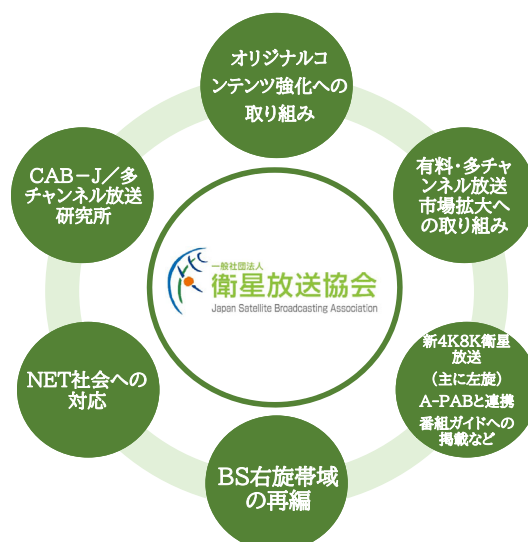 オリジナルコ
ンテンツ強化への
取り組み
有料・多チャ
ンネル放送
市場拡大へ
の取り組み
新4K8K衛星
放送
(主に左旋)
A-PABと連携
番組ガイドへの
掲載など
BS右旋帯域
の再編
NET社会への
対応
CAB－J／多
チャンネル放送
研究所
一般社団法人
衛星放送協会
Japan Satellite Broadcasting Association